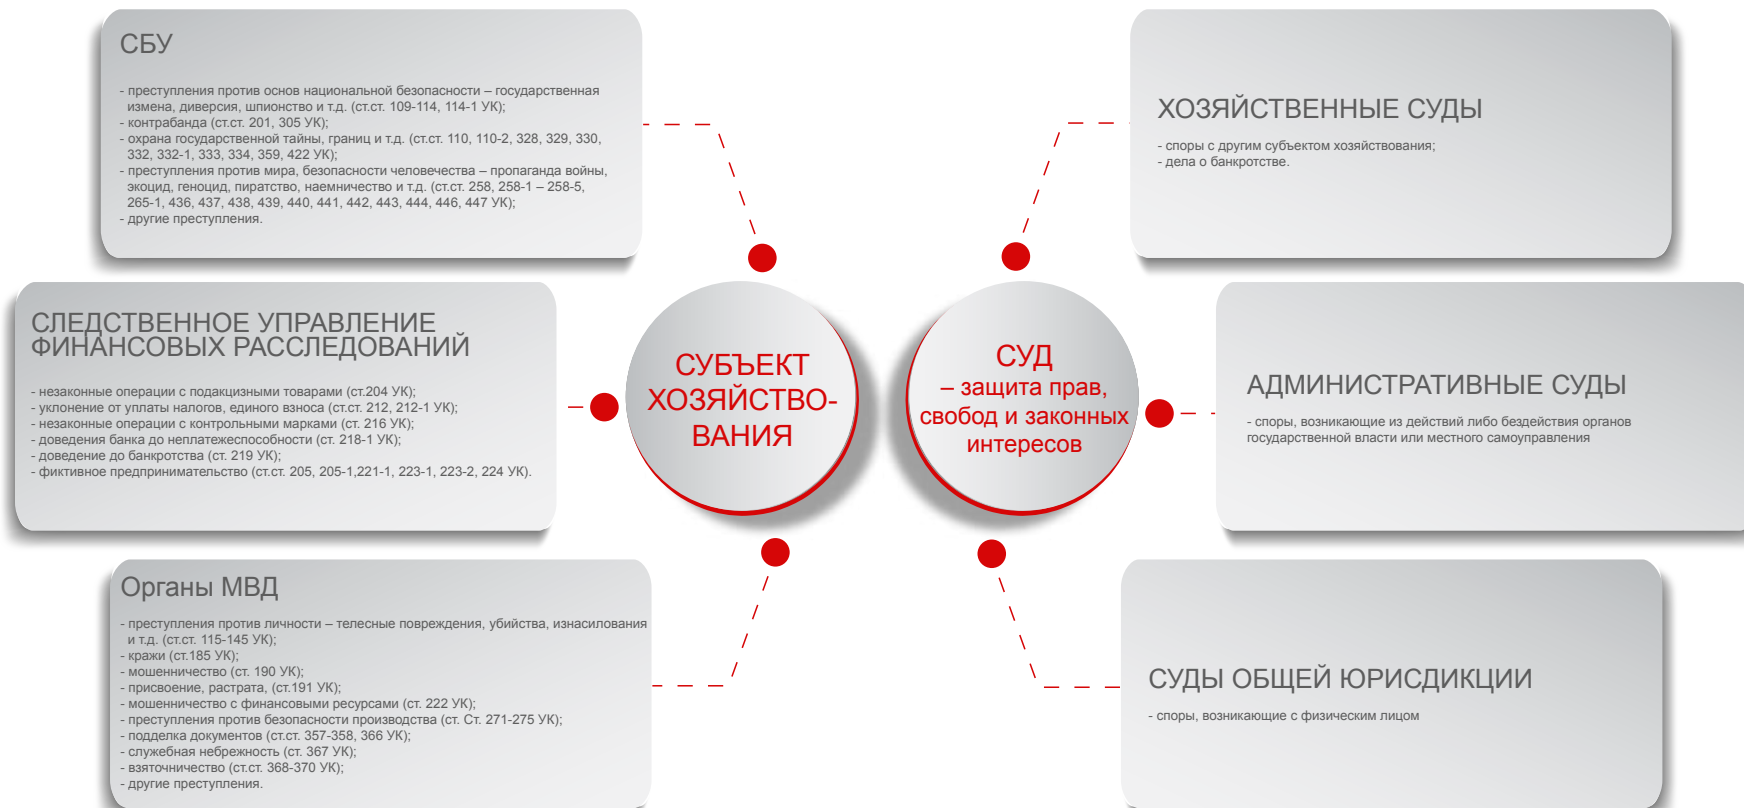 СБУ
- преступления против основ национальной безопасности – государственная
измена, диверсия, шпионство и т.д. (ст.ст. 109-114, 114-1 УК);
- контрабанда (ст.ст. 201, 305 УК);
- охрана государственной тайны, границ и т.д. (ст.ст. 110, 110-2, 328, 329, 330,
332, 332-1, 333, 334, 359, 422 УК);
- преступления против мира, безопасности человечества – пропаганда войны,
экоцид, геноцид, пиратство, наемничество и т.д. (ст.ст. 258, 258-1 – 258-5,
265-1, 436, 437, 438, 439, 440, 441, 442, 443, 444, 446, 447 УК);
- другие преступления.
СЛЕДСТВЕННОЕ УПРАВЛЕНИЕ
ФИНАНСОВЫХ РАССЛЕДОВАНИЙ
- незаконные операции с подакцизными товарами (ст.204 УК);
- уклонение от уплаты налогов, единого взноса (ст.ст. 212, 212-1 УК);
- незаконные операции с контрольными марками (ст. 216 УК);
- доведения банка до неплатежеспособности (ст. 218-1 УК);
- доведение до банкротства (ст. 219 УК);
- фиктивное предпринимательство (ст.ст. 205, 205-1,221-1, 223-1, 223-2, 224 УК).
Органы МВД
- преступления против личности – телесные повреждения, убийства, изнасилования
и т.д. (ст.ст. 115-145 УК);
- кражи (ст.185 УК);
- мошенничество (ст. 190 УК);
- присвоение, растрата, (ст.191 УК);
- мошенничество с финансовыми ресурсами (ст. 222 УК);
- преступления против безопасности производства (ст. Ст. 271-275 УК);
- подделка документов (ст.ст. 357-358, 366 УК);
- служебная небрежность (ст. 367 УК);
- взяточничество (ст.ст. 368-370 УК);
- другие преступления.
СУБЪЕКТ
ХОЗЯЙСТВО-
ВАНИЯ
СУД
– защита прав,
свобод и законных
интересов
ХОЗЯЙСТВЕННЫЕ СУДЫ
- споры с другим субъектом хозяйствования;
- дела о банкротстве.
АДМИНИСТРАТИВНЫЕ СУДЫ
- споры, возникающие из действий либо бездействия органов
государственной власти или местного самоуправления
СУДЫ ОБЩЕЙ ЮРИСДИКЦИИ
- споры, возникающие с физическим лицом